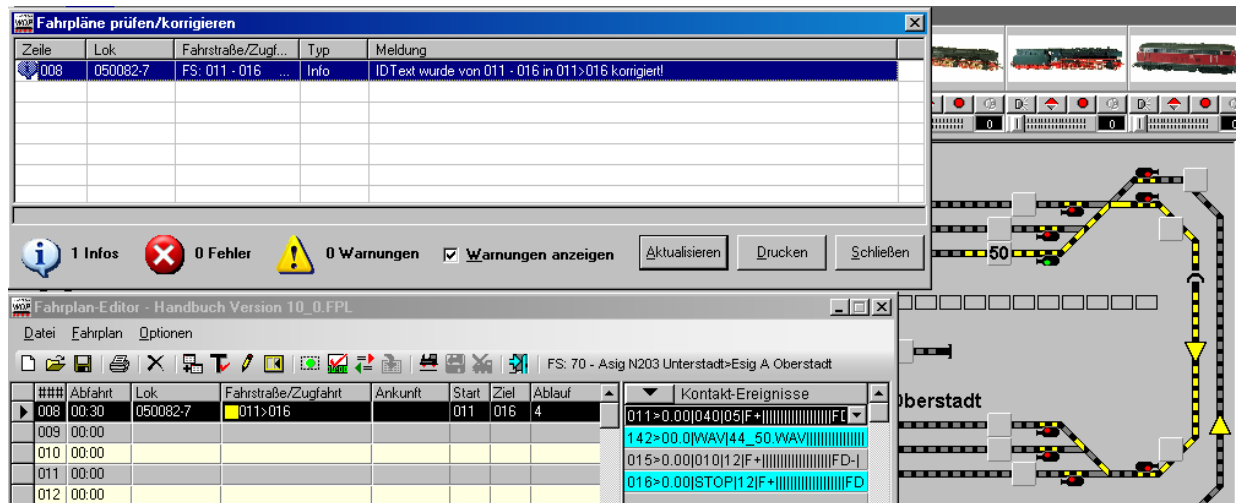 Fahrpläne prüfen/korrigieren
Zeile Lok Fahrstraße/Zugf... Typ Meldung
008 050082-7 FS: 011 - 016 ... Info IDText wurde von 011 - 016 in 011>016 korrigiert!
1 Infos 0 Fehler 0 Warnungen Warnungen anzeigen Aktualisieren Drucken Schließen
0 0
50
Fahrplan-Editor - Handbuch Version 10_0.FPL
Datei Fahrplan Optionen
FS: 70 - Asig N203 Unterstadt>Esig A Oberstadt
### Abfahrt Lok Fahrstraße/Zugfahrt Ankunft Start Ziel Ablauf Kontakt-Ereignisse
008 00:30 050082-7 011>016 011 016 4 011>0.00|040|05|F+||||||||||||||||||||F[
009 00:00 142>00.0|WAV|44_50.WAV||||||||||||||||
010 00:00 015>0.00|010|12|F+||||||||||||||||||||FD-|
011 00:00 016>0.00|STOP|12|F+||||||||||||||||||||FD
012 00:00
Oberstadt